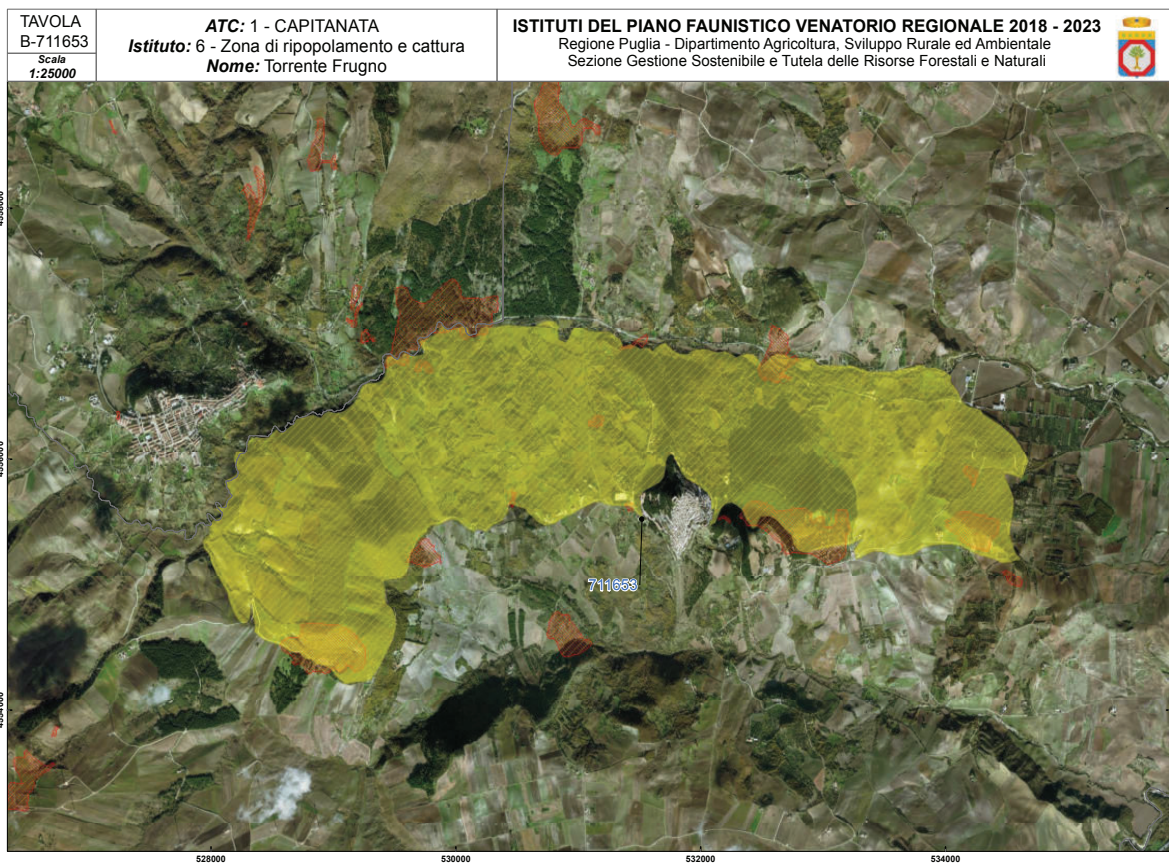 TAVOLA
B-711653
Scala
1:25000
ATC: 1 - CAPITANATA
Istituto: 6 - Zona di ripopolamento e cattura
Nome: Torrente Frugno
ISTITUTI DEL PIANO FAUNISTICO VENATORIO REGIONALE 2018 - 2023
Regione Puglia - Dipartimento Agricoltura, Sviluppo Rurale ed Ambientale
Sezione Gestione Sostenibile e Tutela delle Risorse Forestali e Naturali
711653
528000
530000
532000
534000